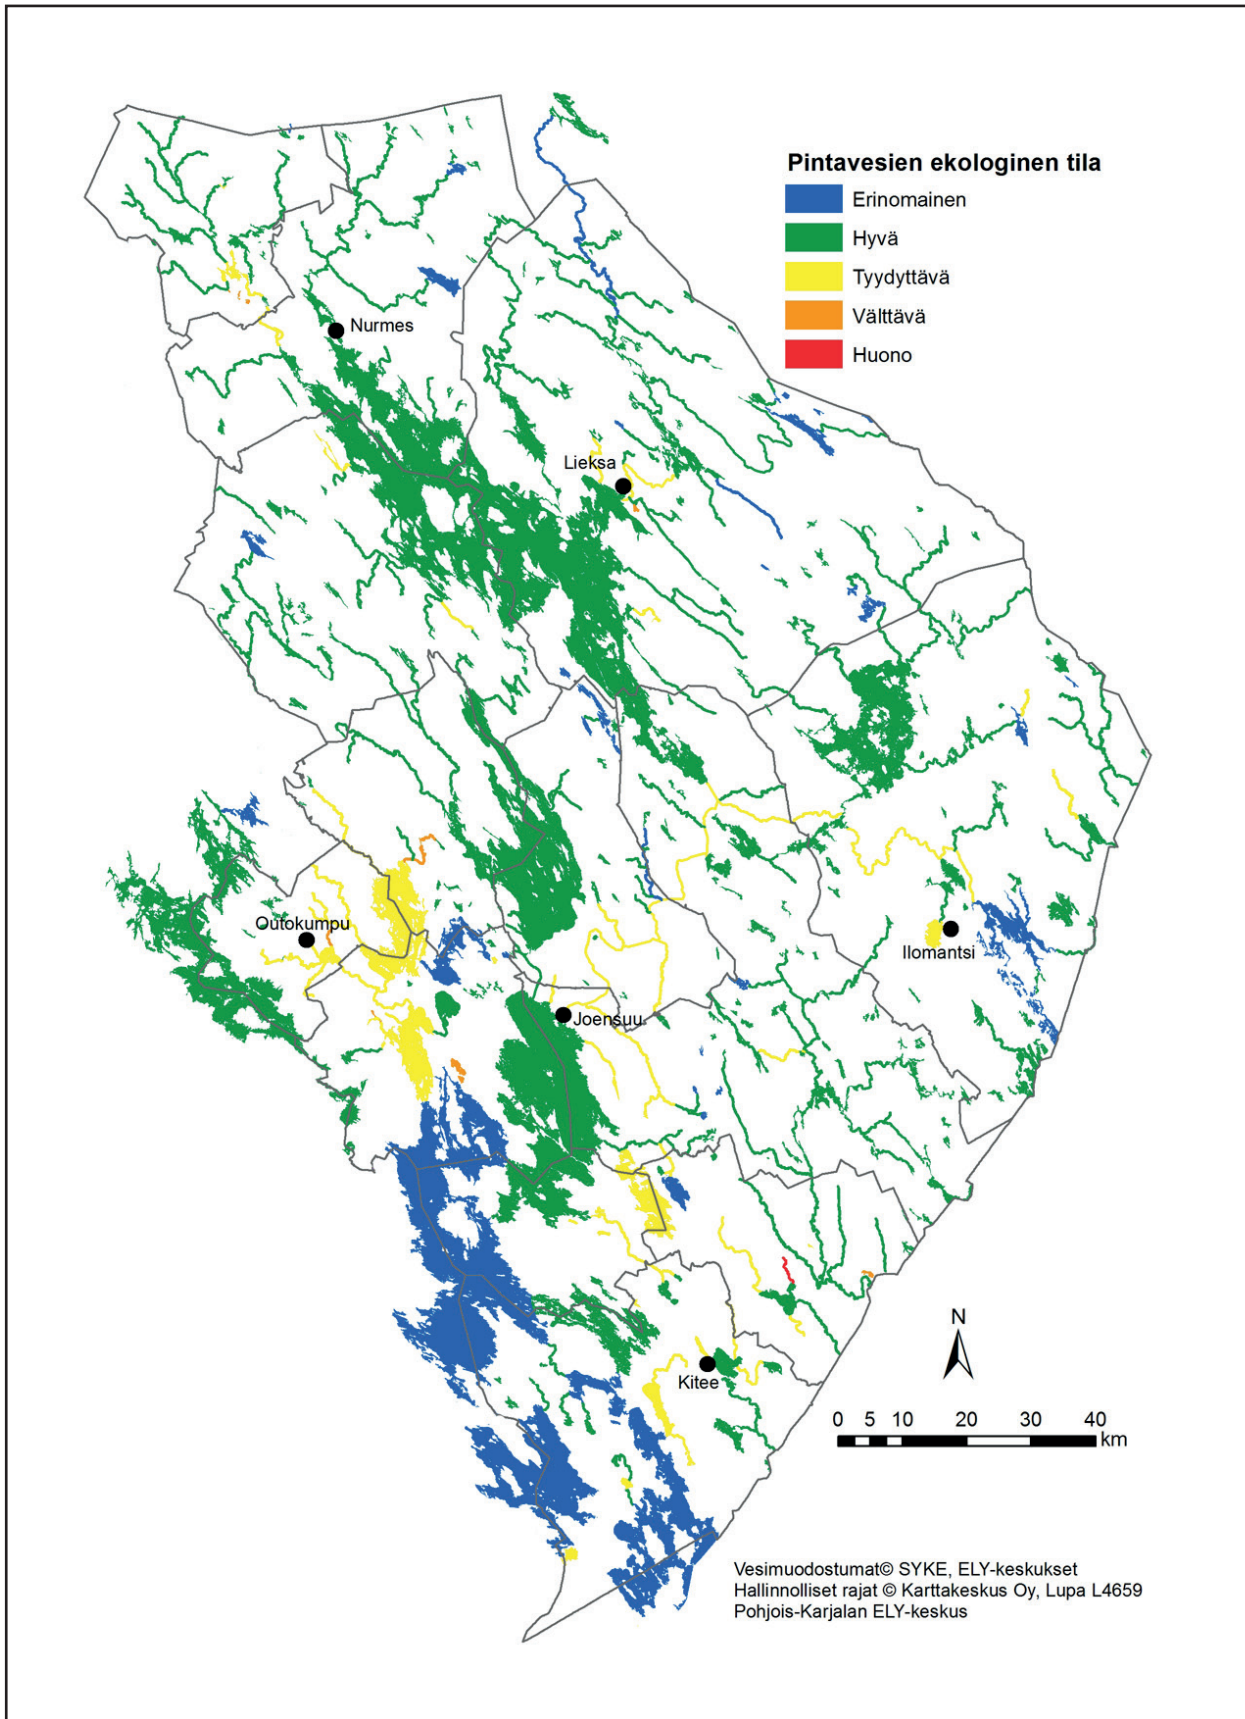 Pintavesien ekologinen tila
Erinomainen
Hyvä
Tyydyttävä
Välttävä
Huono
Nurmes
Lieksa
Outokumpu
Ilomantsi
Joensuu
Kitee
N
0 5 10 20 30 40
km
Vesimuodostumat© SYKE, ELY-keskukset
Hallinnolliset rajat © Karttakeskus Oy, Lupa L4659
Pohjois-Karjalan ELY-keskus